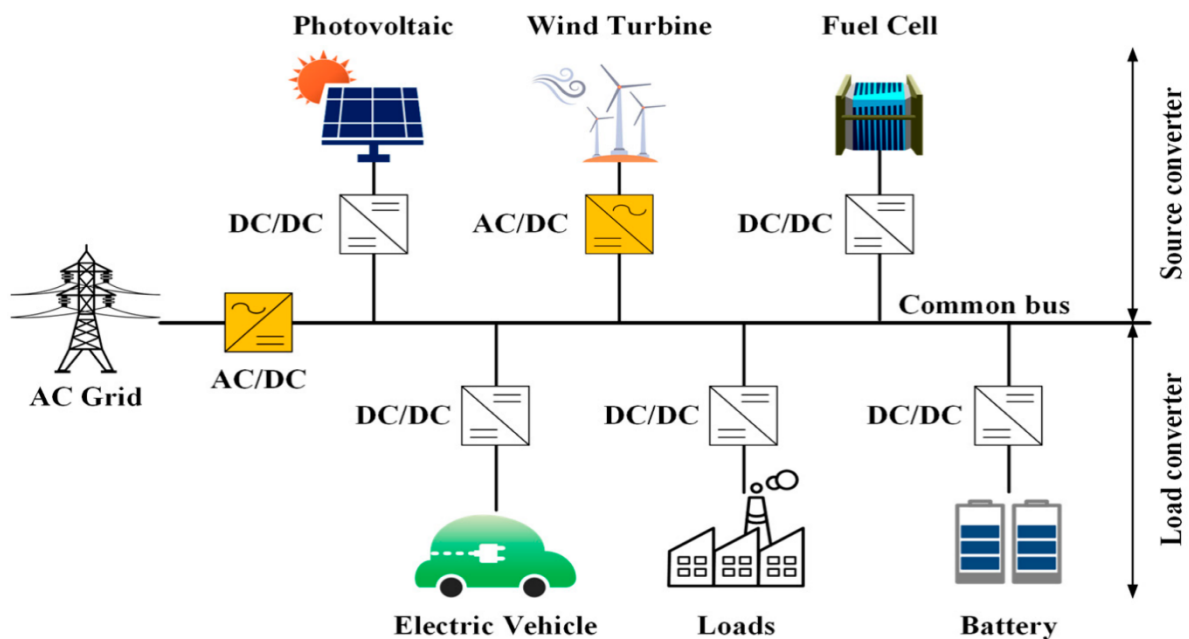 Photovoltaic
Wind Turbine
Fuel Cell
Source converter
DC/DC
AC/DC
DC/DC
Common bus
AC/DC
AC Grid
DC/DC
DC/DC
DC/DC
Load converter
Electric Vehicle
Loads
Battery